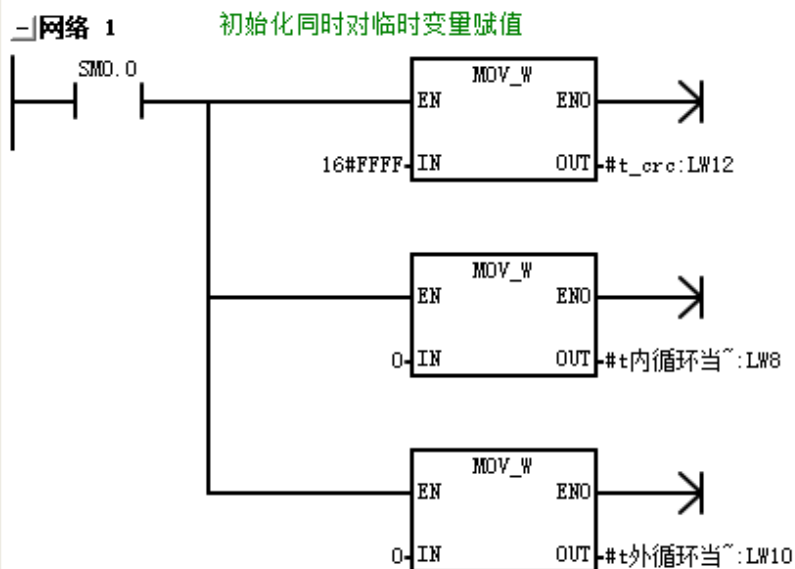 网络 1 初始化同时对临时变量赋值
SM0.0
MOV_W
EN ENO
16#FFFF IN OUT #t_crc:LW12
MOV_W
EN ENO
0 IN OUT #t内循环当~:LW8
MOV_W
EN ENO
0 IN OUT #t外循环当~:LW10